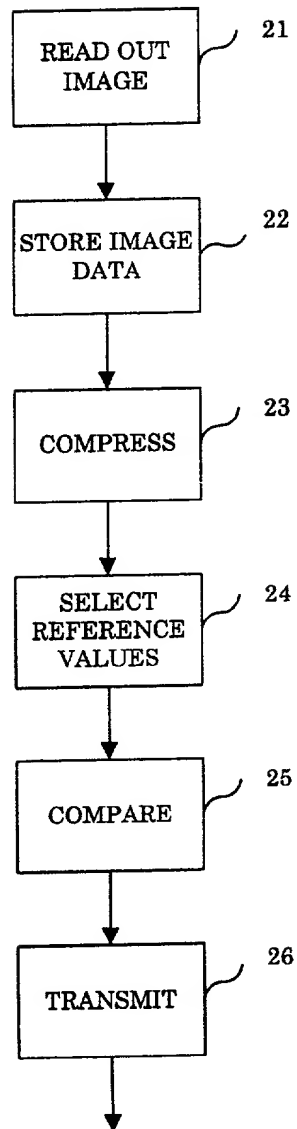 21
READ OUT
IMAGE
22
STORE IMAGE
DATA
23
COMPRESS
24
SELECT
REFERENCE
VALUES
25
COMPARE
26
TRANSMIT